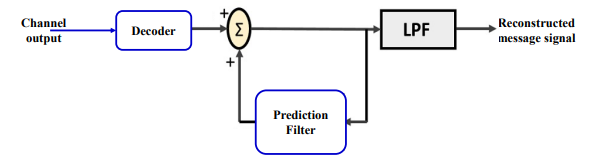 Channel
output
Decoder
+
Σ
+
LPF
Reconstructed
message signal
Prediction
Filter